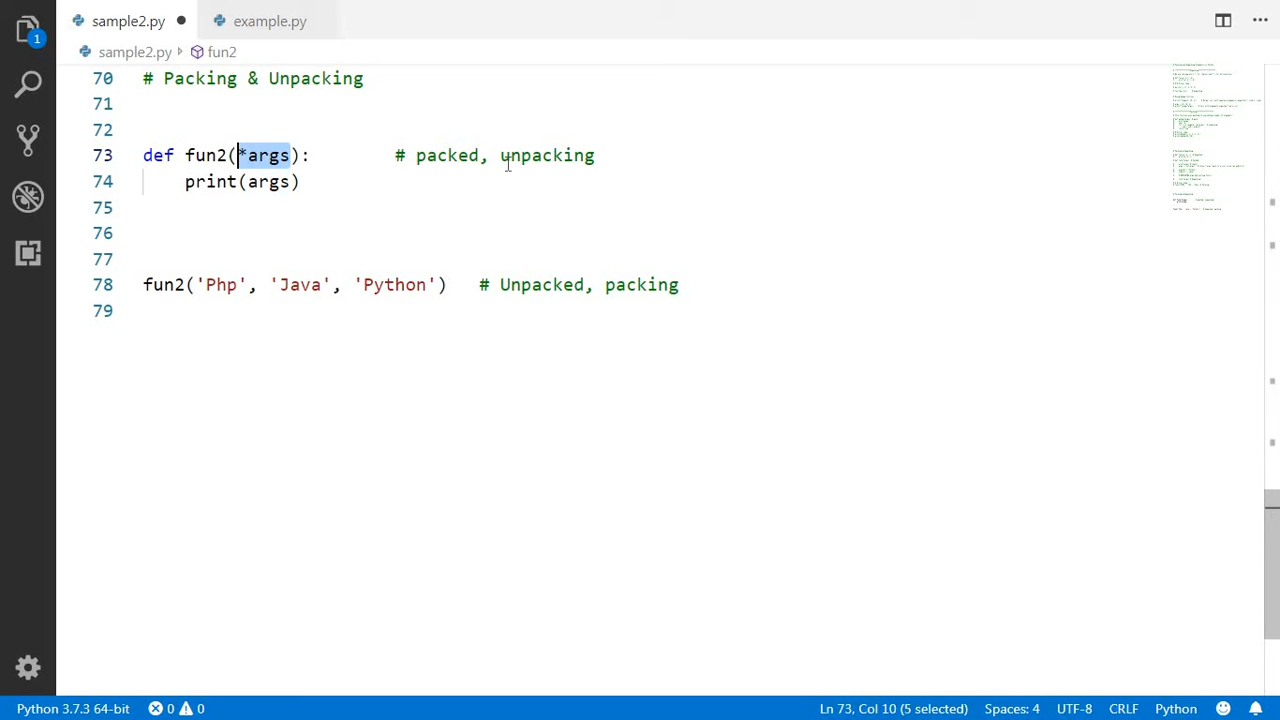 sample2.py ● example.py
sample2.py fun2
1
70 # Packing & Unpacking
71
72
73 def fun2(*args): # packed, unpacking
74 print(args)
75
76
77
78 fun2('Php', 'Java', 'Python') # Unpacked, packing
79
Python 3.7.3 64-bit 0 0 Ln 73, Col 10 (5 selected) Spaces: 4 UTF-8 CRLF Python